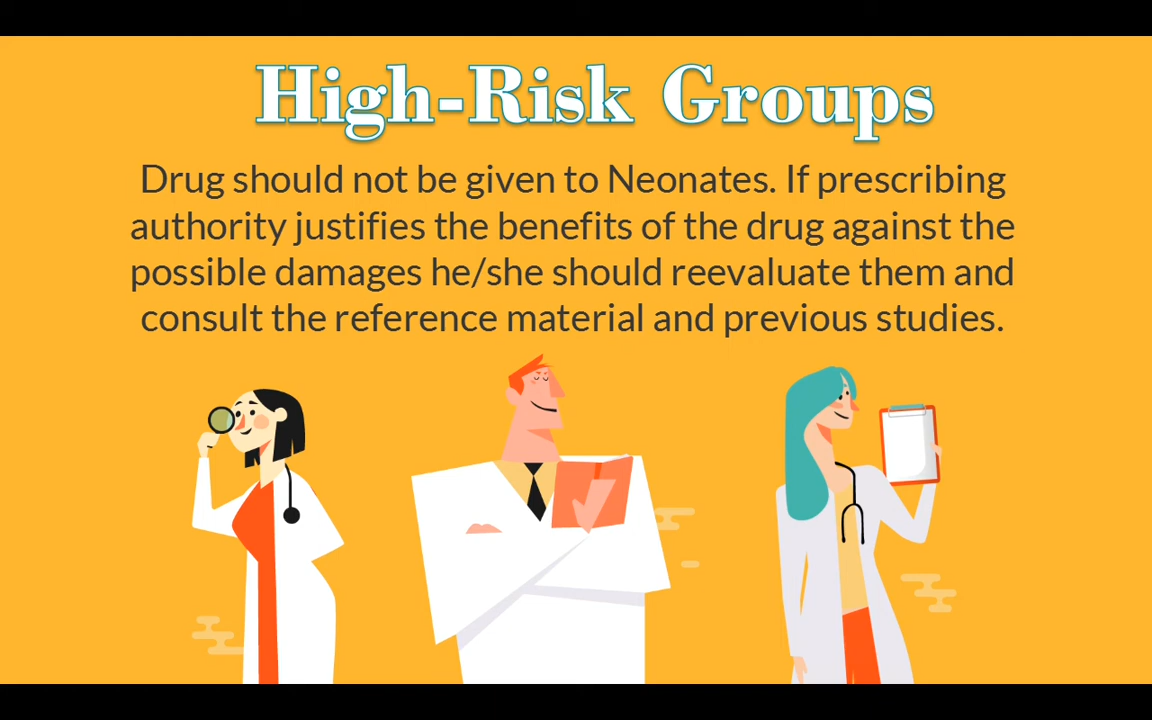 High-Risk Groups
Drug should not be given to Neonates. If prescribing
authority justifies the benefits of the drug against the
possible damages he/she should reevaluate them and
consult the reference material and previous studies.